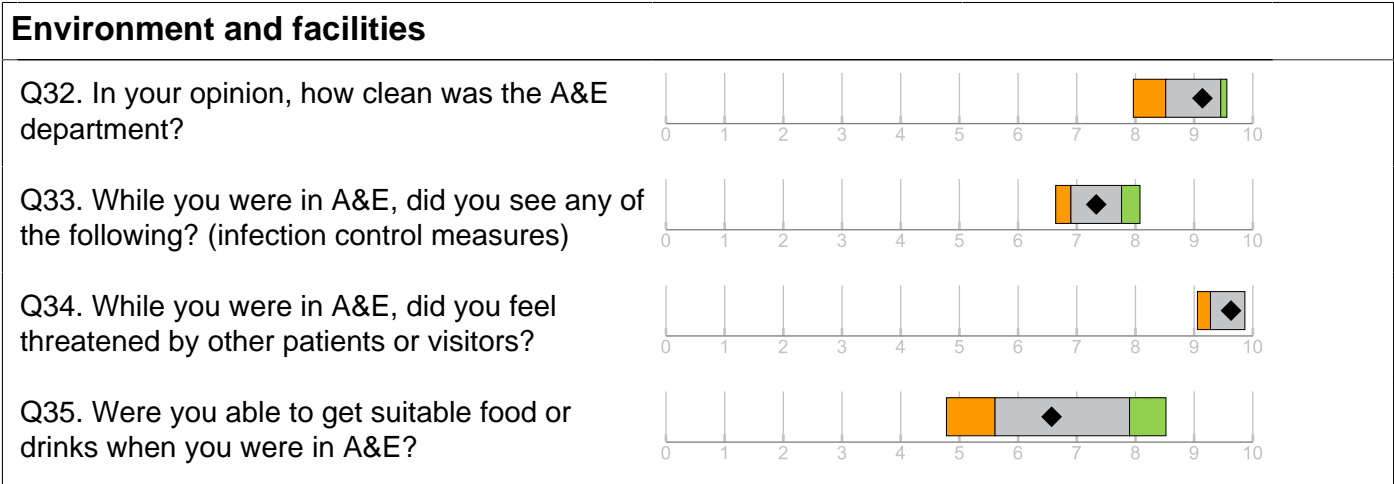 Environment and facilities
Q32. In your opinion, how clean was the A&E
department?
0 1 2 3 4 5 6 7 8 9 10
Q33. While you were in A&E, did you see any of
the following? (infection control measures)
0 1 2 3 4 5 6 7 8 9 10
Q34. While you were in A&E, did you feel
threatened by other patients or visitors?
0 1 2 3 4 5 6 7 8 9 10
Q35. Were you able to get suitable food or
drinks when you were in A&E?
0 1 2 3 4 5 6 7 8 9 10